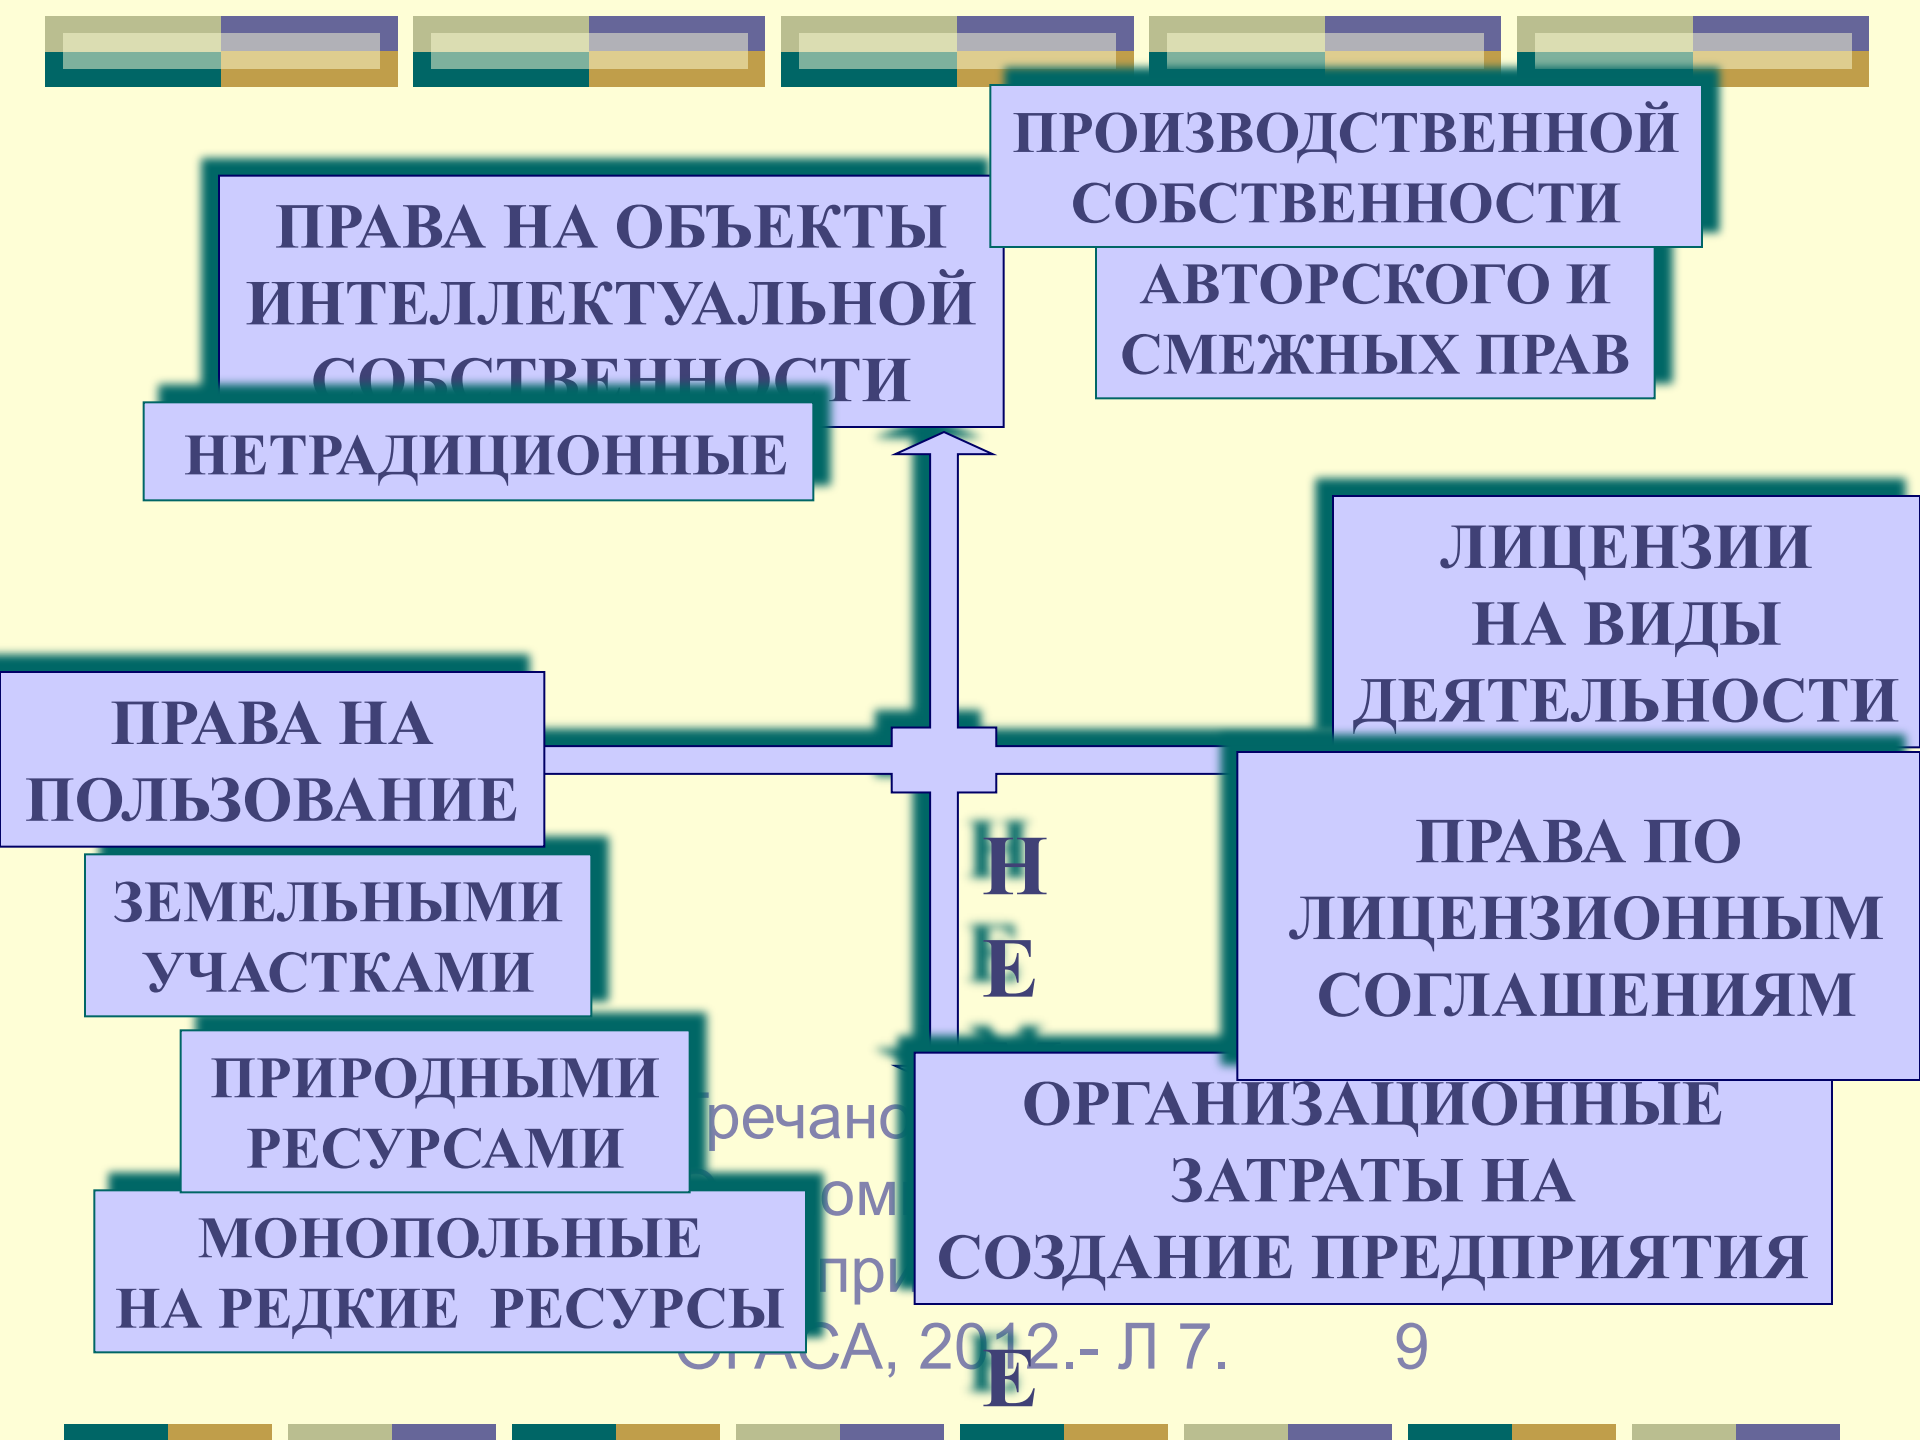 ПРОИЗВОДСТВЕННОЙ
СОБСТВЕННОСТИ
ПРАВА НА ОБЪЕКТЫ
ИНТЕЛЛЕКТУАЛЬНОЙ
СОБСТВЕННОСТИ
АВТОРСКОГО И
СМЕЖНЫХ ПРАВ
НЕТРАДИЦИОННЫЕ
ЛИЦЕНЗИИ
НА ВИДЫ
ДЕЯТЕЛЬНОСТИ
ПРАВА НА
ПОЛЬЗОВАНИЕ
ЗЕМЕЛЬНЫМИ
УЧАСТКАМИ
ПРИРОДНЫМИ
РЕСУРСАМИ
МОНОПОЛЬНЫЕ
НА РЕДКИЕ РЕСУРСЫ
Н
Е
ПРАВА ПО
ЛИЦЕНЗИОННЫМ
СОГЛАШЕНИЯМ
ОРГАНИЗАЦИОННЫЕ
ЗАТРАТЫ НА
СОЗДАНИЕ ПРЕДПРИЯТИЯ
2012.- Л 7.
9
Е